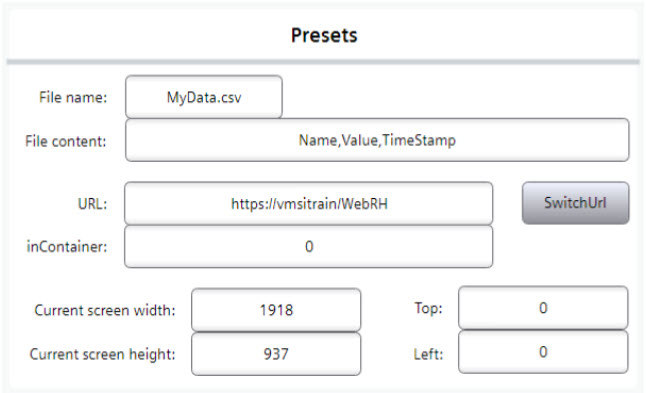 Presets
File name: MyData.csv
File content: Name,Value,TimeStamp
URL: https://vmsitrain/WebRH SwitchUrl
inContainer: 0
Current screen width: 1918 Top: 0
Current screen height: 937 Left: 0